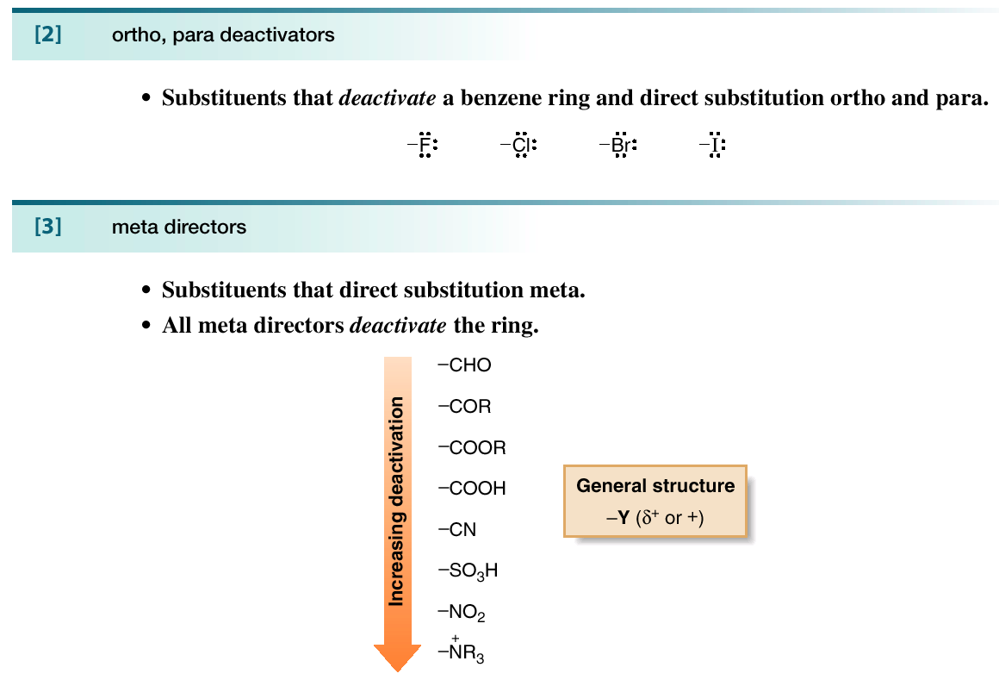 [2] ortho, para deactivators
• Substituents that deactivate a benzene ring and direct substitution ortho and para.
–F –Cl –Br –I
[3] meta directors
• Substituents that direct substitution meta.
• All meta directors deactivate the ring.
Increasing deactivation
–CHO
–COR
–COOR
–COOH
–CN
–SO₃H
–NO₂
–N⁺R₃
General structure
–Y (δ⁺ or +)